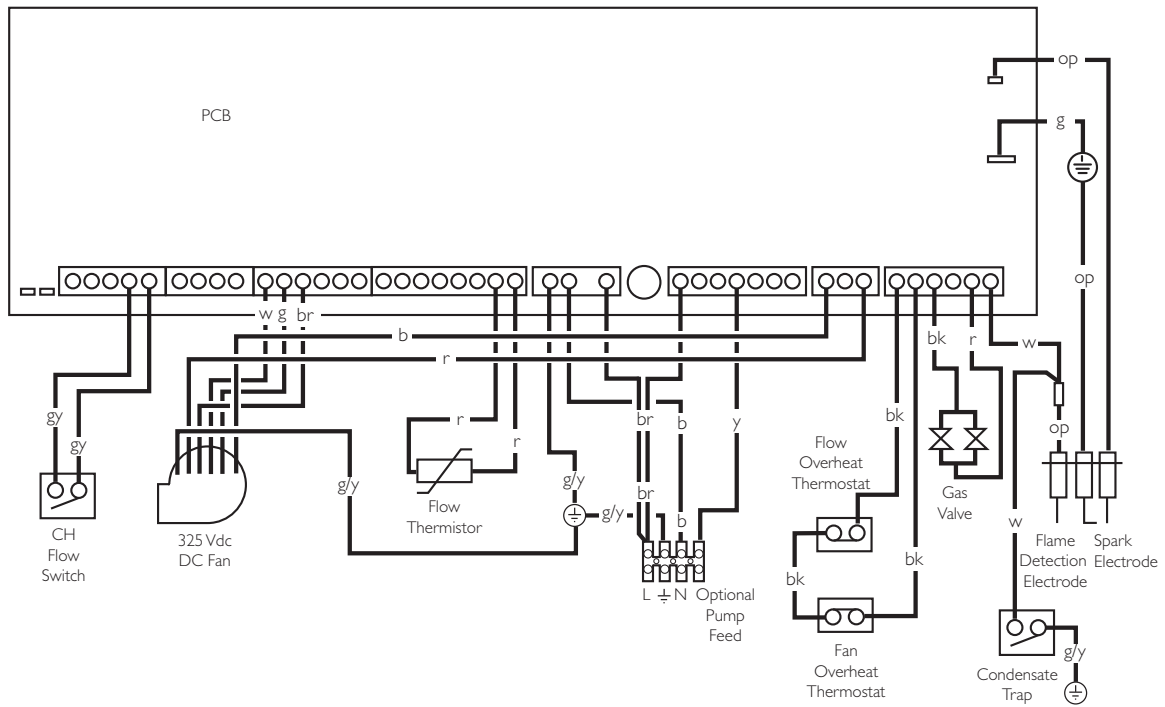 PCB
op
g
op
w g br
b
r
bk
r
w
gy
gy
r
r
br
b
y
bk
op
g/y
g/y
g/y
br
b
w
bk
bk
g/y
CH
Flow
Switch
325 Vdc
DC Fan
Flow
Thermistor
L
N
Optional
Pump
Feed
Flow
Overheat
Thermostat
Fan
Overheat
Thermostat
Gas
Valve
Flame
Detection
Electrode
Spark
Electrode
Condensate
Trap